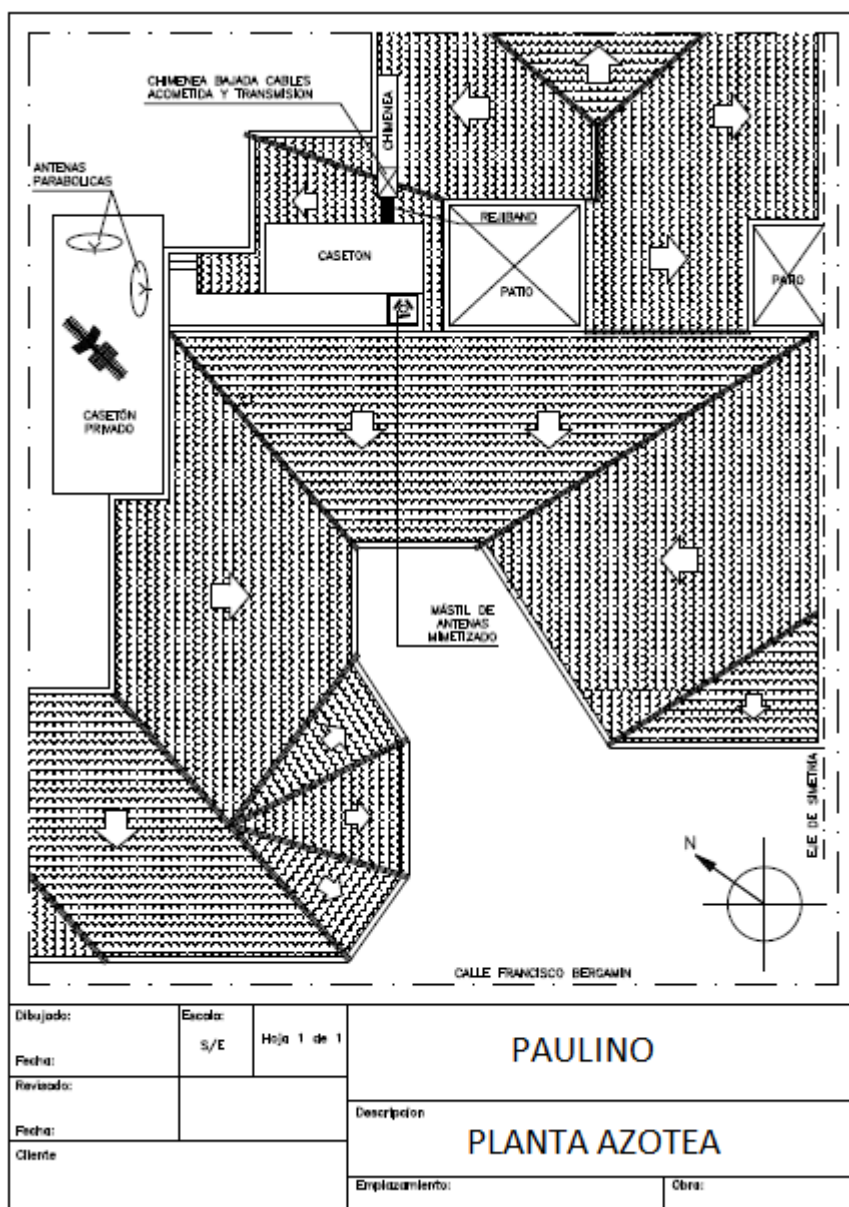 CHIMENEA BAJADA CABLES
ACOMETIDA Y TRANSMISION
CHIMENEA
ANTENAS
PARABOLICAS
REJIBAND
CASETON
PATIO
PATIO
CASETÓN
PRIVADO
MÁSTIL DE
ANTENAS
MIMETIZADO
EJE DE SIMETRIA
N
CALLE FRANCISCO BERGAMIN
Dibujado:
Fecha:
Escala:
S/E
Hoja 1 de 1
Revisado:
Fecha:
Cliente
PAULINO
Descripcion
PLANTA AZOTEA
Emplazamiento:
Obra: